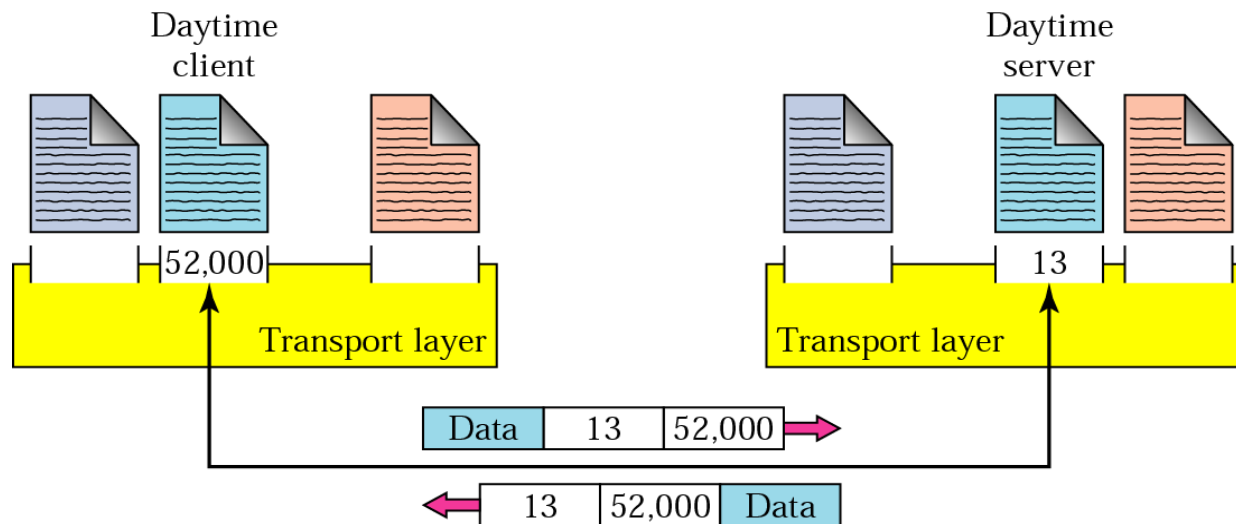 Daytime
client
Daytime
server
52,000
13
Transport layer
Transport layer
Data 13 52,000
13 52,000 Data